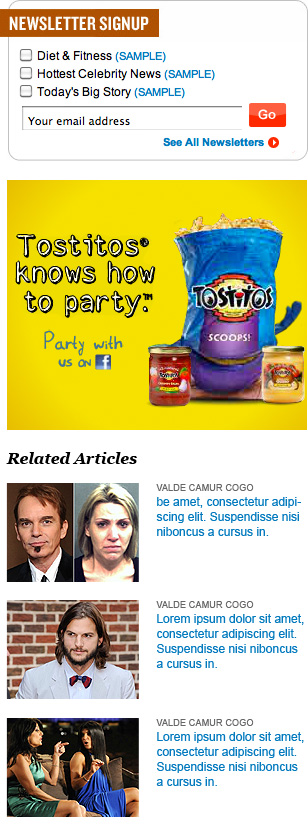 NEWSLETTER SIGNUP
Diet & Fitness (SAMPLE)
Hottest Celebrity News (SAMPLE)
Today's Big Story (SAMPLE)
Your email address
Go
See All Newsletters
Tostitos®
knows how
to party.™
TOSTITOS
SCOOPS!
Party with
us on f
Related Articles
VALDE CAMUR COGO
be amet, consectetur adipi-
scing elit. Suspendisse nisi
niboncus a cursus in.
VALDE CAMUR COGO
Lorem ipsum dolor sit amet,
consectetur adipiscing elit.
Suspendisse nisi niboncus
a cursus in.
VALDE CAMUR COGO
Lorem ipsum dolor sit amet,
consectetur adipiscing elit.
Suspendisse nisi niboncus
a cursus in.